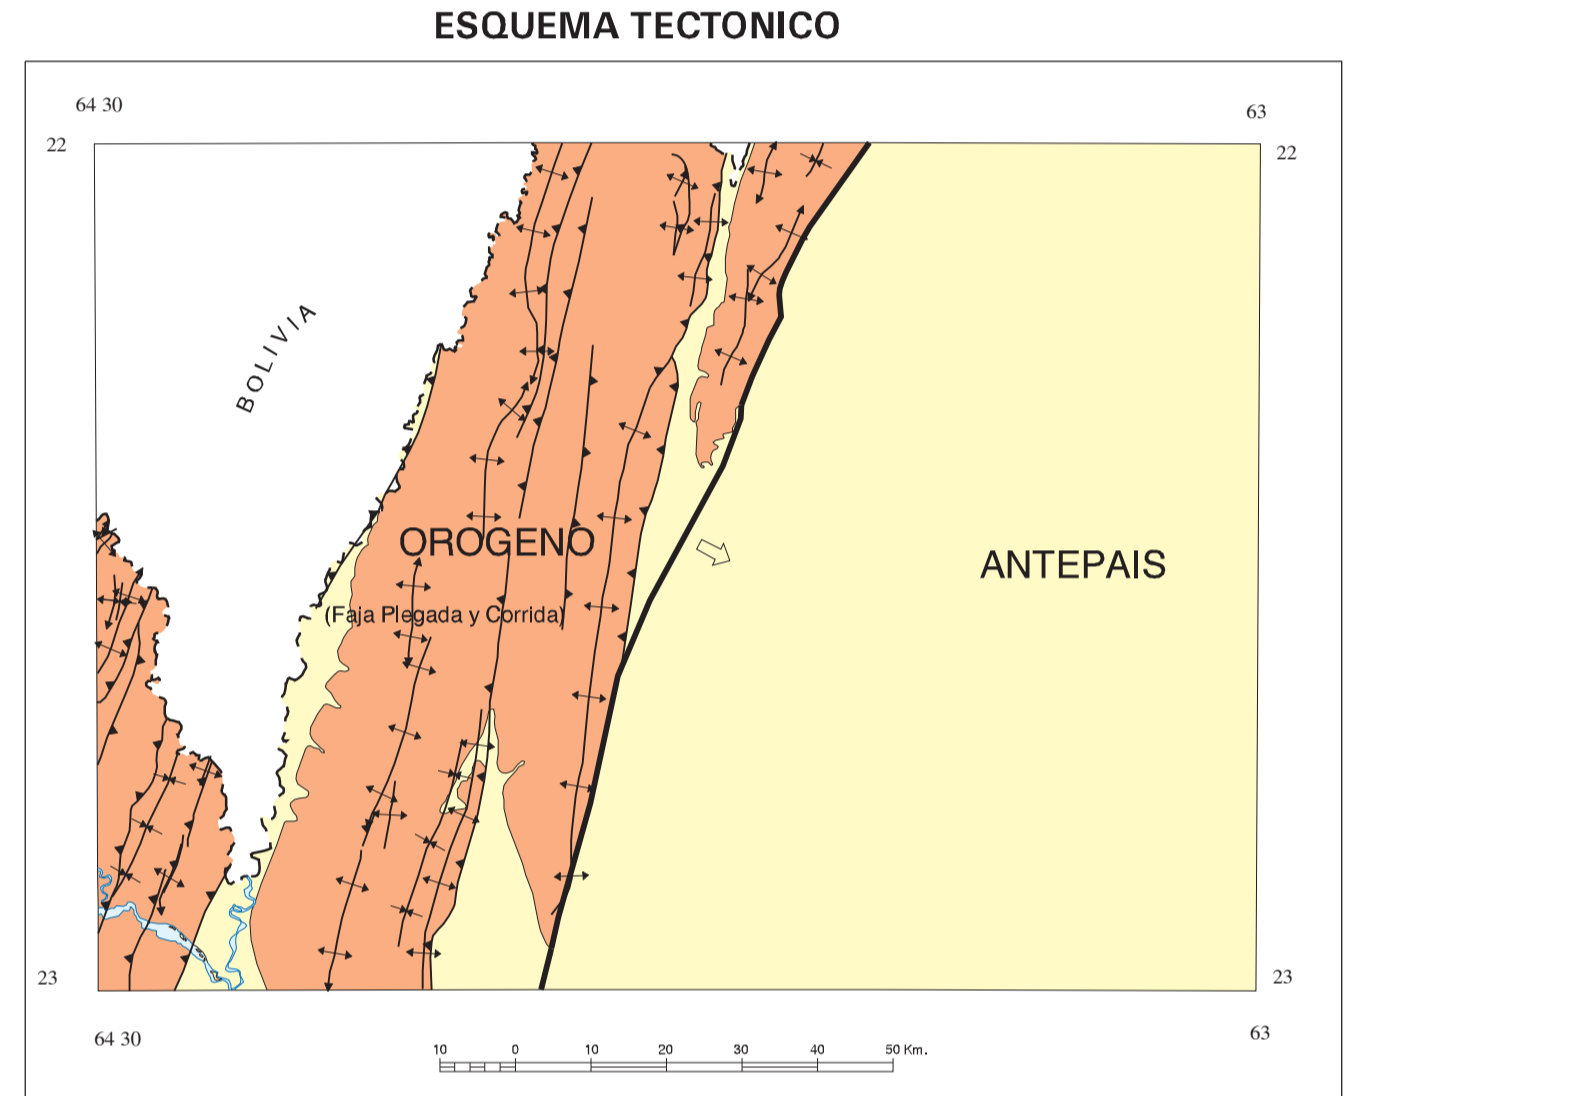 ESQUEMA TECTONICO
64 30
63
22
22
BOLIVIA
OROGENO
ANTEPAIS
(Faja Plegada y Corrida)
23
23
64 30
63
10 0 10 20 30 40 50 Km.